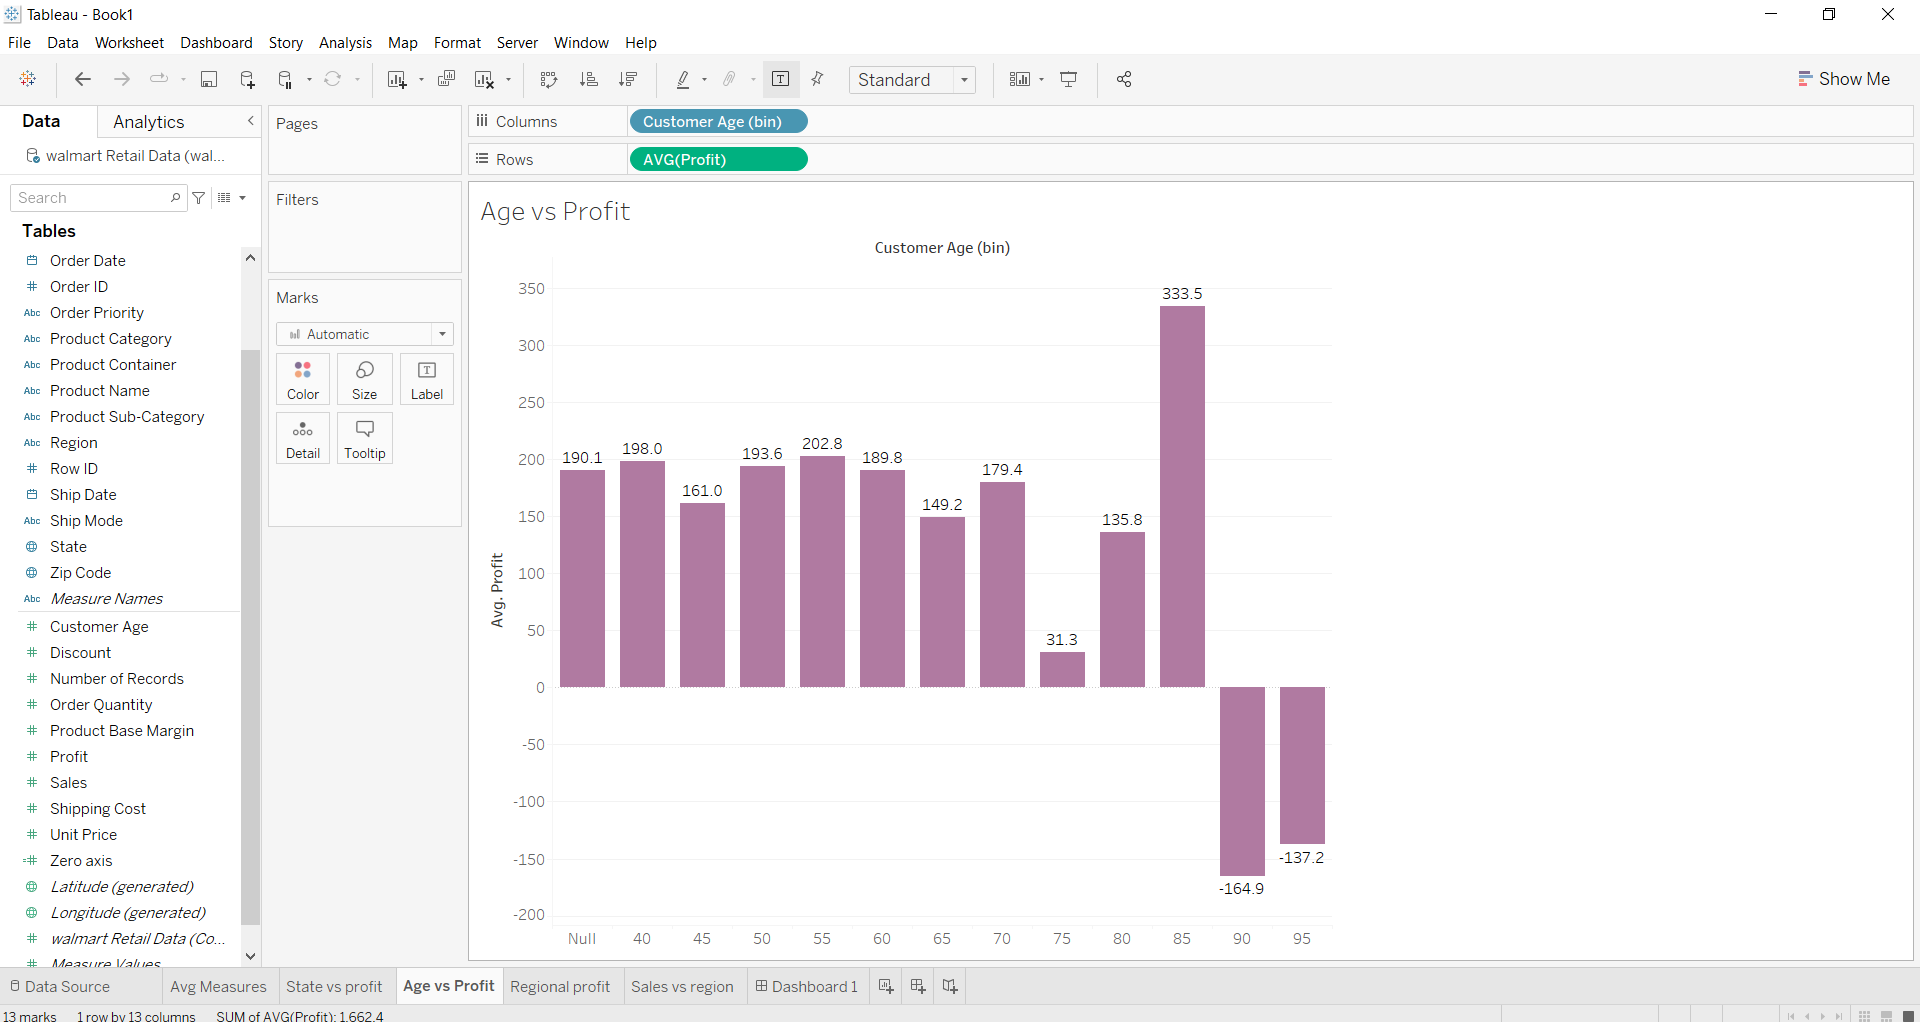 Tableau - Book1
File Data Worksheet Dashboard Story Analysis Map Format Server Window Help
Standard
Show Me
Data Analytics
walmart Retail Data (wal...
Search
Tables
Order Date
Order ID
Abc Order Priority
Abc Product Category
Abc Product Container
Abc Product Name
Abc Product Sub-Category
Abc Region
Row ID
Ship Date
Abc Ship Mode
State
Zip Code
Abc Measure Names
Customer Age
Discount
Number of Records
Order Quantity
Product Base Margin
Profit
Sales
Shipping Cost
Unit Price
Zero axis
Latitude (generated)
Longitude (generated)
walmart Retail Data (Co...
Measure Values
Pages
Filters
Marks
Automatic
Color Size Label
Detail Tooltip
Columns Customer Age (bin)
Rows AVG(Profit)
Age vs Profit
Customer Age (bin)
Avg. Profit
350
300
250
200
150
100
50
0
-50
-100
-150
-200
190.1
198.0
161.0
193.6
202.8
189.8
149.2
179.4
31.3
135.8
333.5
-164.9
-137.2
Null 40 45 50 55 60 65 70 75 80 85 90 95
Data Source Avg Measures State vs profit Age vs Profit Regional profit Sales vs region Dashboard 1
13 marks 1 row by 13 columns SUM of AVG(Profit): 1,662.4